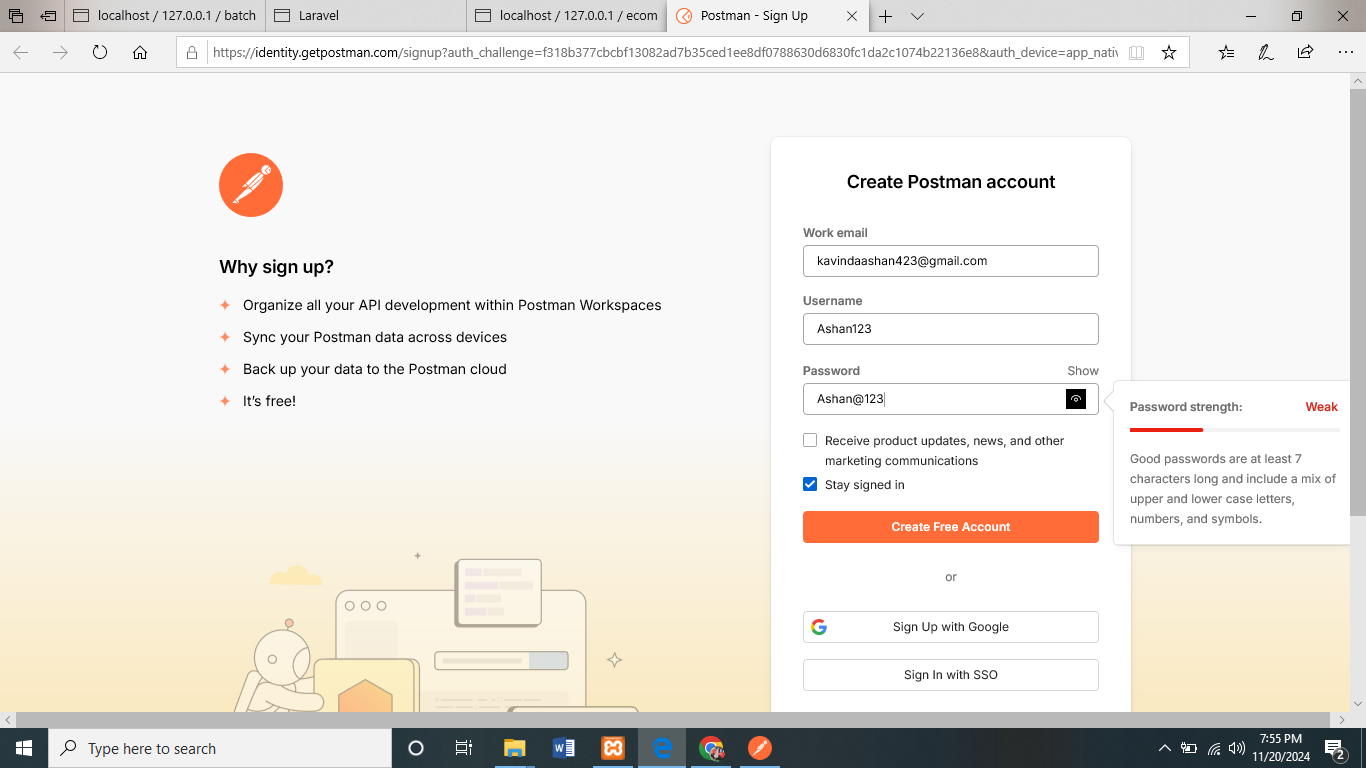 localhost / 127.0.0.1 / batch
Laravel
localhost / 127.0.0.1 / ecom
Postman - Sign Up
https://identity.getpostman.com/signup?auth_challenge=f318b377cbcbf13082ad7b35ced1ee8df0788630d6830fc1da2c1074b22136e8&auth_device=app_nativ
Why sign up?
Organize all your API development within Postman Workspaces
Sync your Postman data across devices
Back up your data to the Postman cloud
It's free!
Create Postman account
Work email
kavindaashan423@gmail.com
Username
Ashan123
Password Show
Ashan@123
Password strength: Weak
Good passwords are at least 7
characters long and include a mix of
upper and lower case letters,
numbers, and symbols.
Receive product updates, news, and other
marketing communications
Stay signed in
Create Free Account
or
Sign Up with Google
Sign In with SSO
Type here to search
7:55 PM
11/20/2024
2